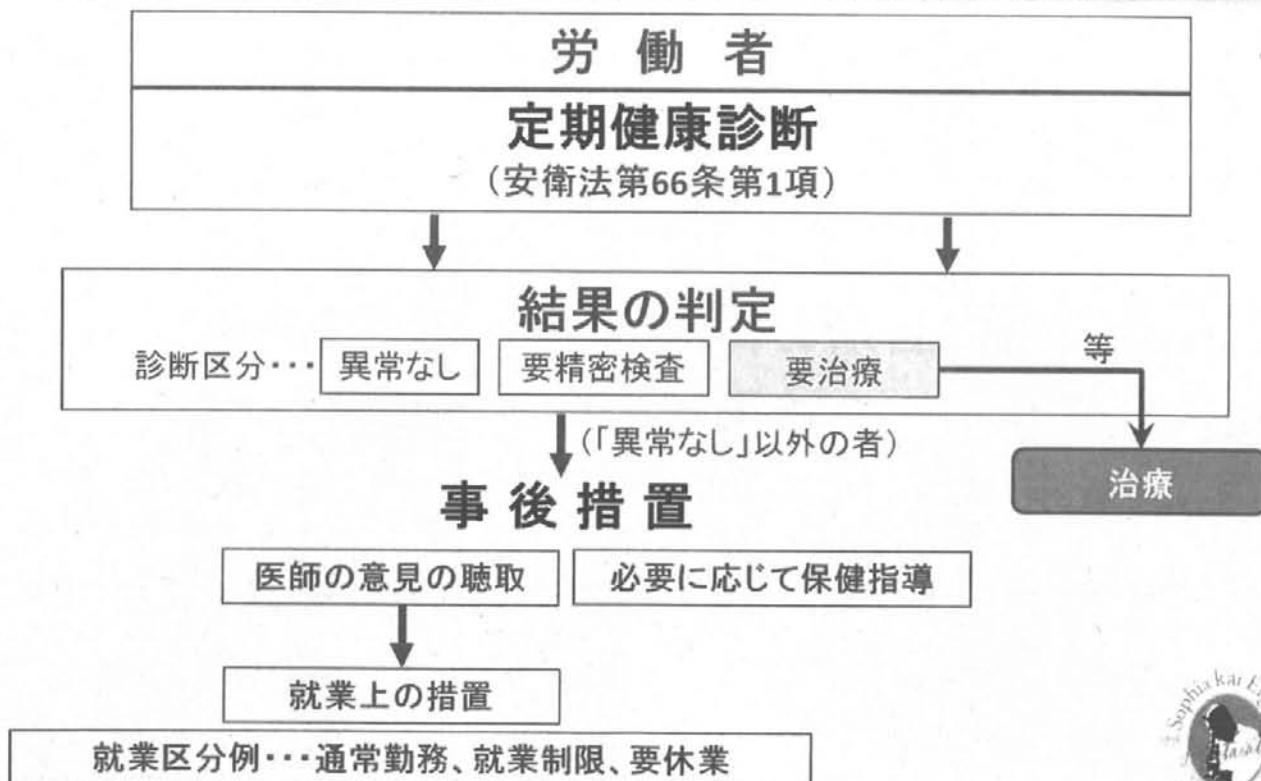 労 働 者
定期健康診断
（安衛法第66条第1項）
結果の判定
診断区分･･･ 異常なし 要精密検査 要治療 等
（「異常なし」以外の者）
事後措置
治療
医師の意見の聴取 必要に応じて保健指導
就業上の措置
就業区分例･･･通常勤務、就業制限、要休業
Sophia kai